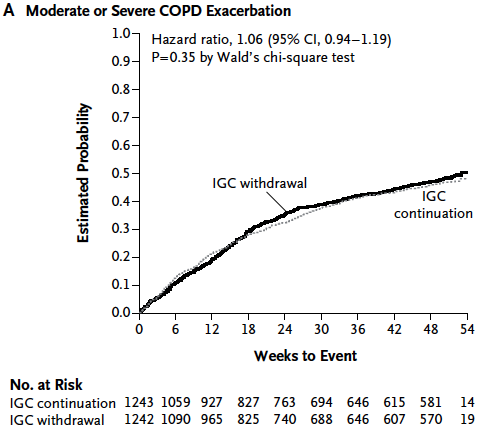 A Moderate or Severe COPD Exacerbation
Hazard ratio, 1.06 (95% CI, 0.94–1.19)
P=0.35 by Wald's chi-square test
Estimated Probability
1.0
0.9
0.8
0.7
0.6
0.5
0.4
0.3
0.2
0.1
0.0
IGC withdrawal
IGC
continuation
0 6 12 18 24 30 36 42 48 54
Weeks to Event
No. at Risk
IGC continuation 1243 1059 927 827 763 694 646 615 581 14
IGC withdrawal 1242 1090 965 825 740 688 646 607 570 19